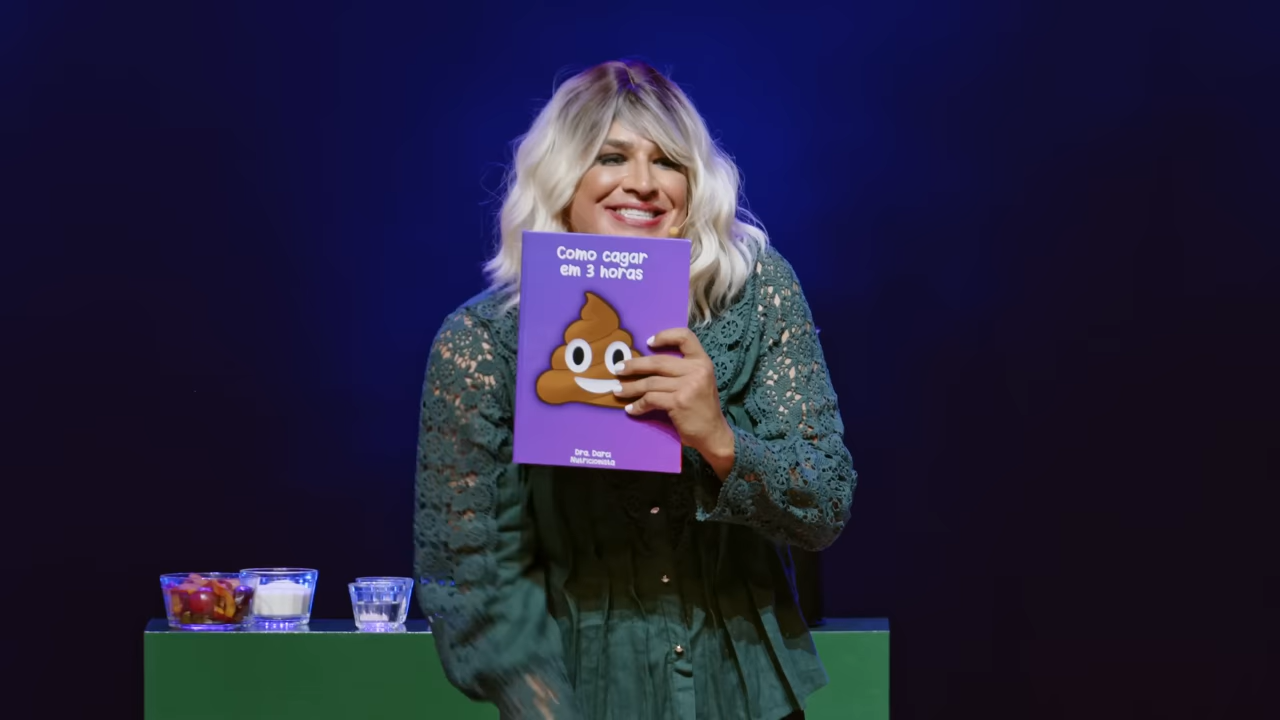 Como cagar
em 3 horas
Dra. Darci
Nutricionista